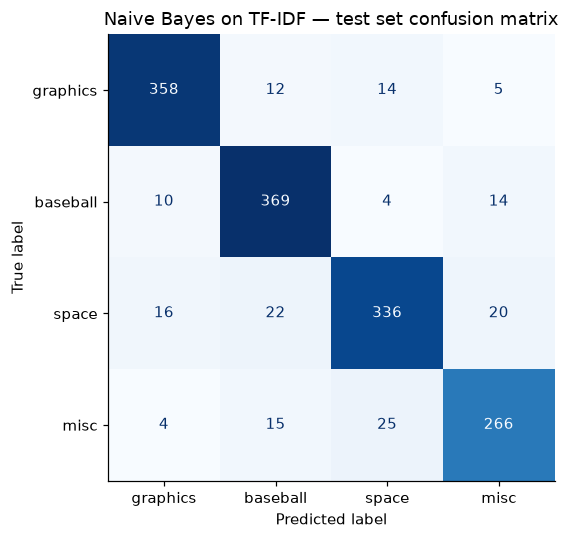 Naive Bayes on TF-IDF — test set confusion matrix
graphics 358 12 14 5
baseball 10 369 4 14
space 16 22 336 20
misc 4 15 25 266
True label
graphics baseball space misc
Predicted label